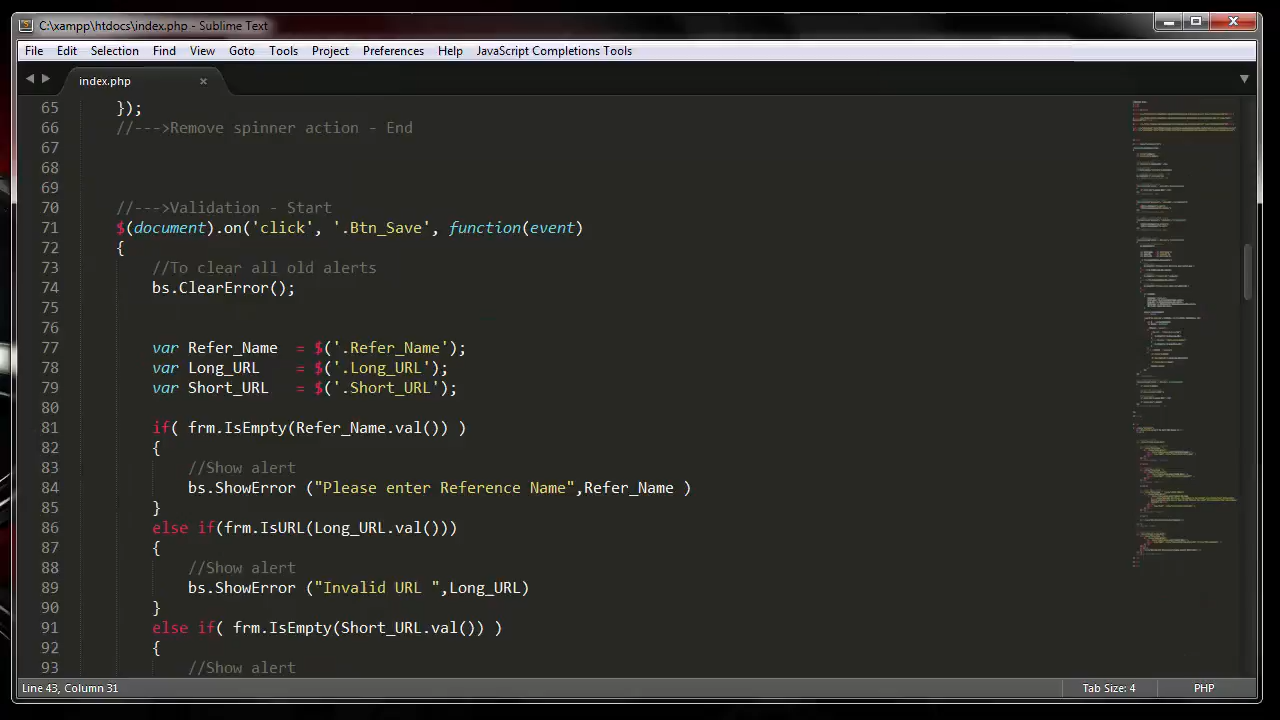 C:\xampp\htdocs\index.php - Sublime Text
File Edit Selection Find View Goto Tools Project Preferences Help JavaScript Completions Tools
index.php
65 });
66 //--->Remove spinner action - End
67
68
69
70 //--->Validation - Start
71 $(document).on('click', '.Btn_Save', function(event)
72 {
73 //To clear all old alerts
74 bs.ClearError();
75
76
77 var Refer_Name = $('.Refer_Name');
78 var Long_URL = $('.Long_URL');
79 var Short_URL = $('.Short_URL');
80
81 if( frm.IsEmpty(Refer_Name.val()) )
82 {
83 //Show alert
84 bs.ShowError ("Please enter Reference Name",Refer_Name )
85 }
86 else if(frm.IsURL(Long_URL.val()))
87 {
88 //Show alert
89 bs.ShowError ("Invalid URL ",Long_URL)
90 }
91 else if( frm.IsEmpty(Short_URL.val()) )
92 {
93 //Show alert
Line 43, Column 31 Tab Size: 4 PHP